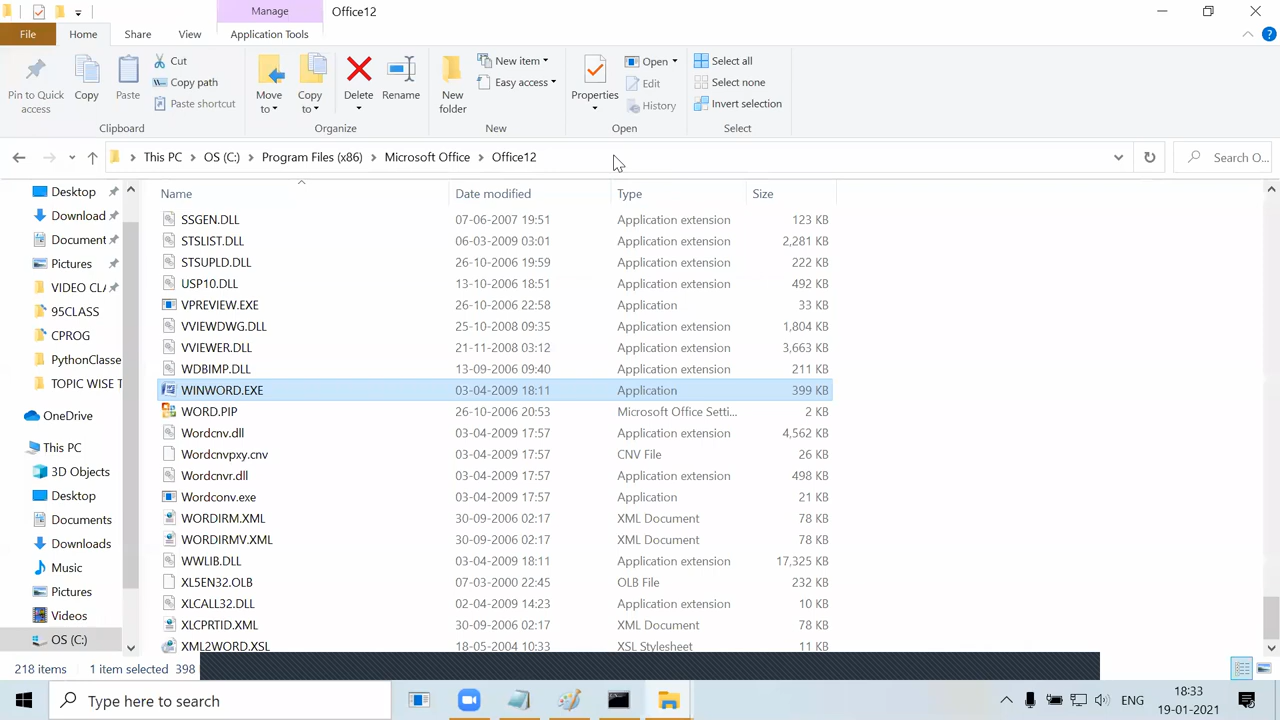 Manage
Office12
File
Home
Share
View
Application Tools
Pin to Quick access
Copy
Paste
Cut
Copy path
Paste shortcut
Clipboard
Move to
Copy to
Delete
Rename
Organize
New folder
New item
Easy access
New
Properties
Open
Edit
History
Open
Select all
Select none
Invert selection
Select
This PC > OS (C:) > Program Files (x86) > Microsoft Office > Office12
Search O...
Desktop
Download
Document
Pictures
VIDEO CLA
95CLASS
CPROG
PythonClasse
TOPIC WISE T
OneDrive
This PC
3D Objects
Desktop
Documents
Downloads
Music
Pictures
Videos
OS (C:)
Name Date modified Type Size
SSGEN.DLL 07-06-2007 19:51 Application extension 123 KB
STSLIST.DLL 06-03-2009 03:01 Application extension 2,281 KB
STSUPLD.DLL 26-10-2006 19:59 Application extension 222 KB
USP10.DLL 13-10-2006 18:51 Application extension 492 KB
VPREVIEW.EXE 26-10-2006 22:58 Application 33 KB
VVIEWDWG.DLL 25-10-2008 09:35 Application extension 1,804 KB
VVIEWER.DLL 21-11-2008 03:12 Application extension 3,663 KB
WDBIMP.DLL 13-09-2006 09:40 Application extension 211 KB
WINWORD.EXE 03-04-2009 18:11 Application 399 KB
WORD.PIP 26-10-2006 20:53 Microsoft Office Setti... 2 KB
Wordcnv.dll 03-04-2009 17:57 Application extension 4,562 KB
Wordcnvpxy.cnv 03-04-2009 17:57 CNV File 26 KB
Wordcnvr.dll 03-04-2009 17:57 Application extension 498 KB
Wordconv.exe 03-04-2009 17:57 Application 21 KB
WORDIRM.XML 30-09-2006 02:17 XML Document 78 KB
WORDIRMV.XML 30-09-2006 02:17 XML Document 78 KB
WWLIB.DLL 03-04-2009 18:11 Application extension 17,325 KB
XL5EN32.OLB 07-03-2000 22:45 OLB File 232 KB
XLCALL32.DLL 02-04-2009 14:23 Application extension 10 KB
XLCPRTID.XML 30-09-2006 02:17 XML Document 78 KB
XML2WORD.XSL 18-05-2004 10:33 XSL Stylesheet 11 KB
218 items 1 item selected 398
Type here to search
ENG
18:33
19-01-2021